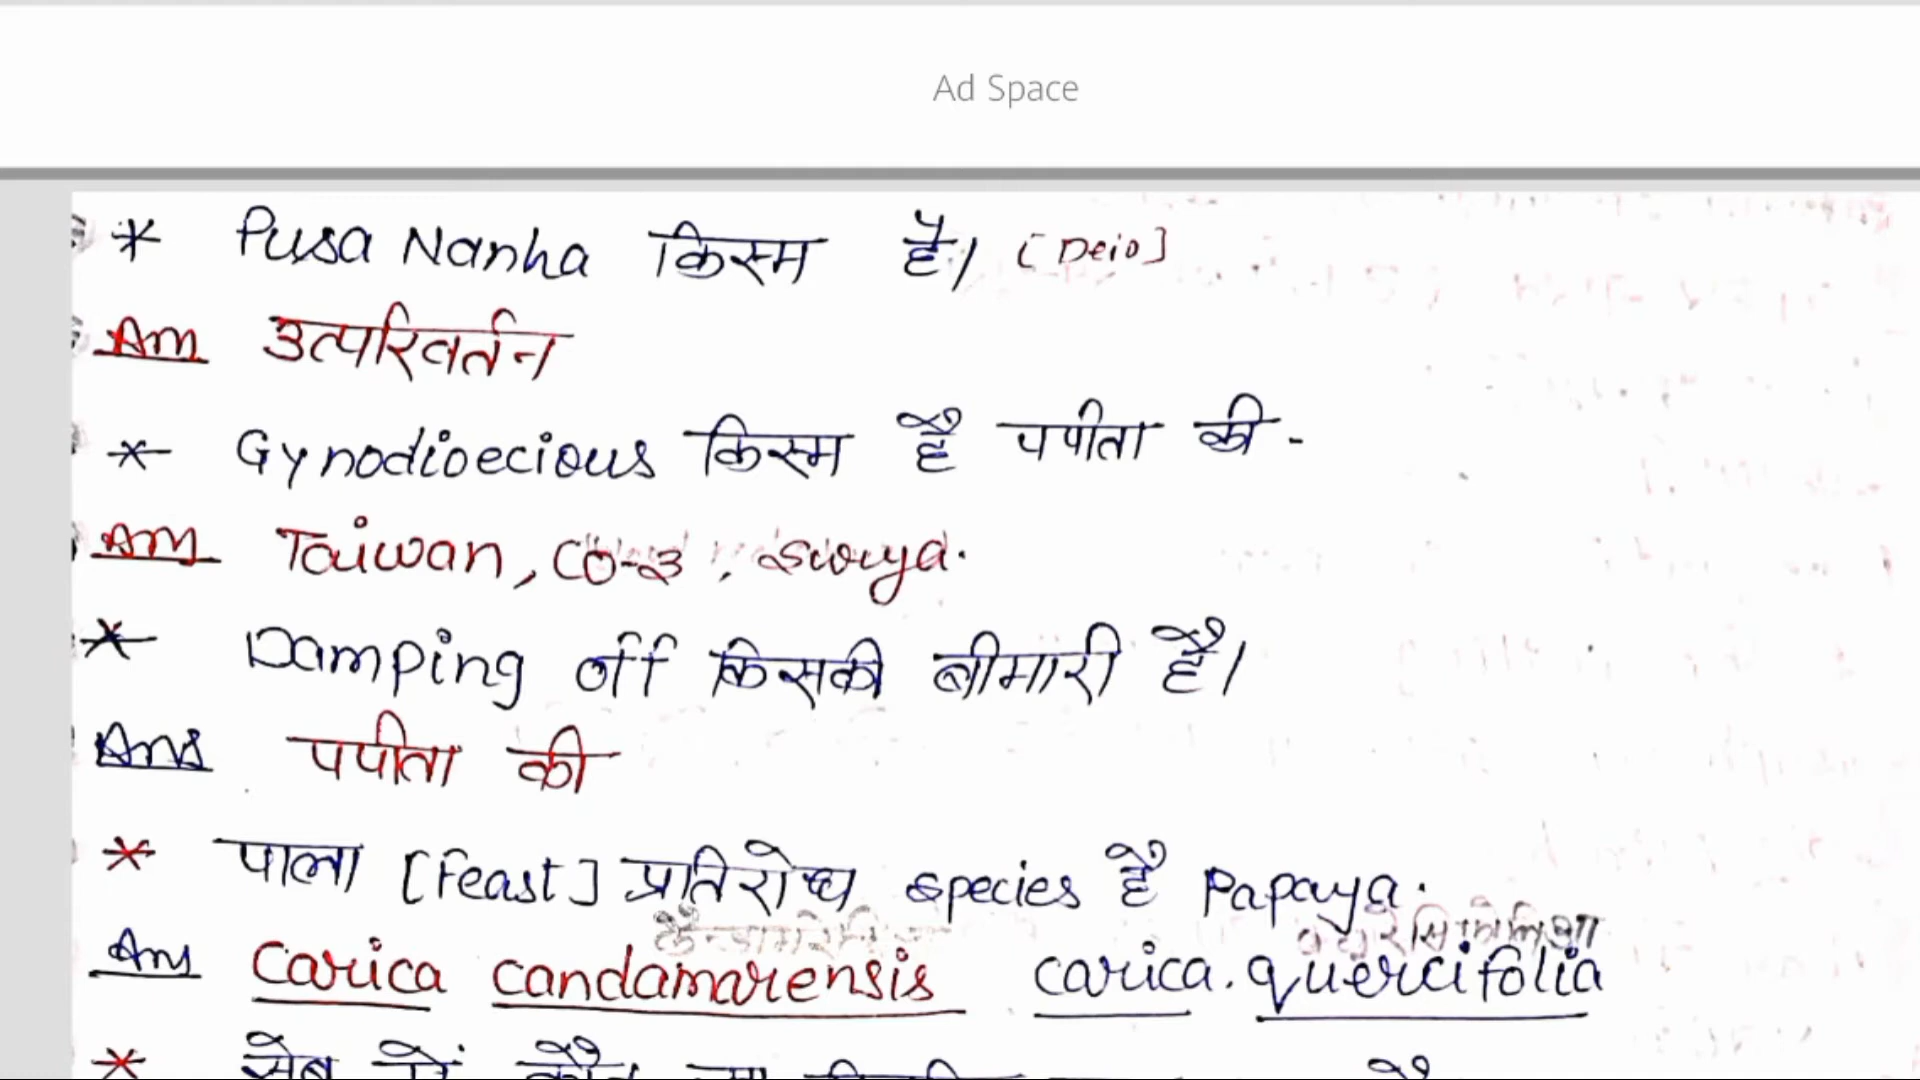 Ad Space
* Pusa Nanha किस्म है। [Deio]
Ans उत्परिवर्तन
* Gynodioecious किस्म है पपीता की -
Ans Taiwan, CO-3, Surya.
* Damping off किसकी बीमारी है।
Ans पपीता की
* पाला [Feast] प्रतिरोधी species है Papaya.
Ans Carica candamarensis carica. quercifolia
* सेब में कौन सा